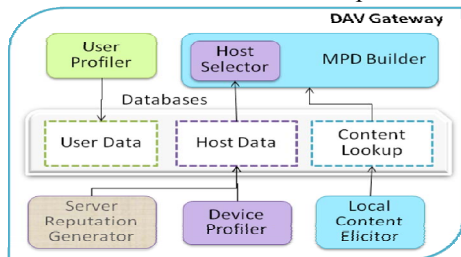 DAV Gateway
User
Profiler
Host
Selector
MPD Builder
Databases
User Data
Host Data
Content
Lookup
Server
Reputation
Generator
Device
Profiler
Local
Content
Elicitor